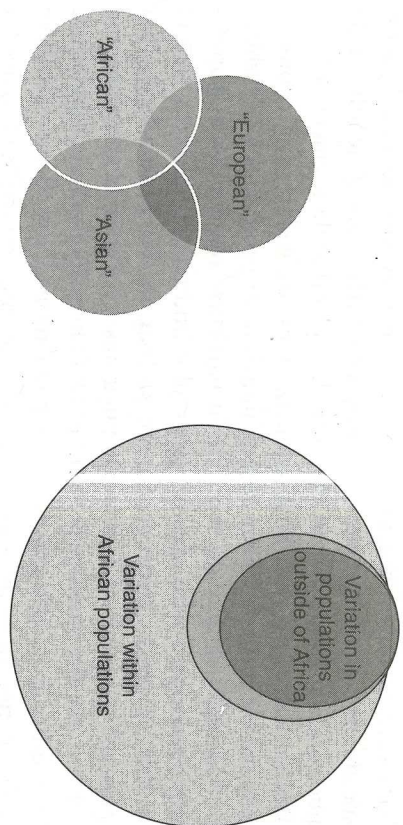 "European"
"African"
"Asian"
Variation in
populations
outside of Africa
Variation within
African populations